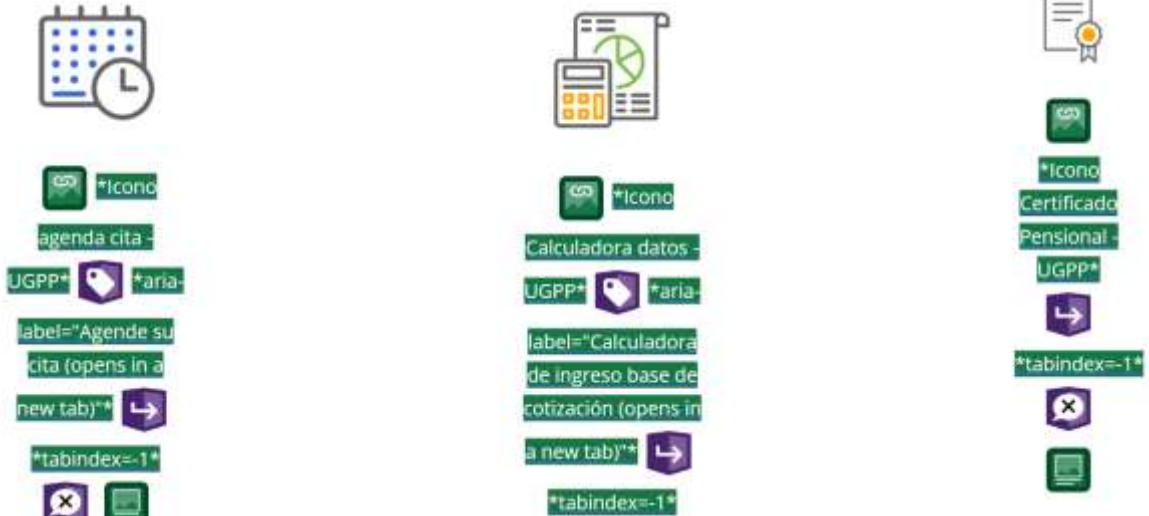 *Icono
agenda cita -
UGPP* *aria-
label="Agende su
cita (opens in a
new tab)"*
*tabindex=-1*
*Icono
Calculadora datos -
UGPP* *aria-
label="Calculadora
de ingreso base de
cotización (opens in
a new tab)"*
*tabindex=-1*
*Icono
Certificado
Pensional -
UGPP*
*tabindex=-1*